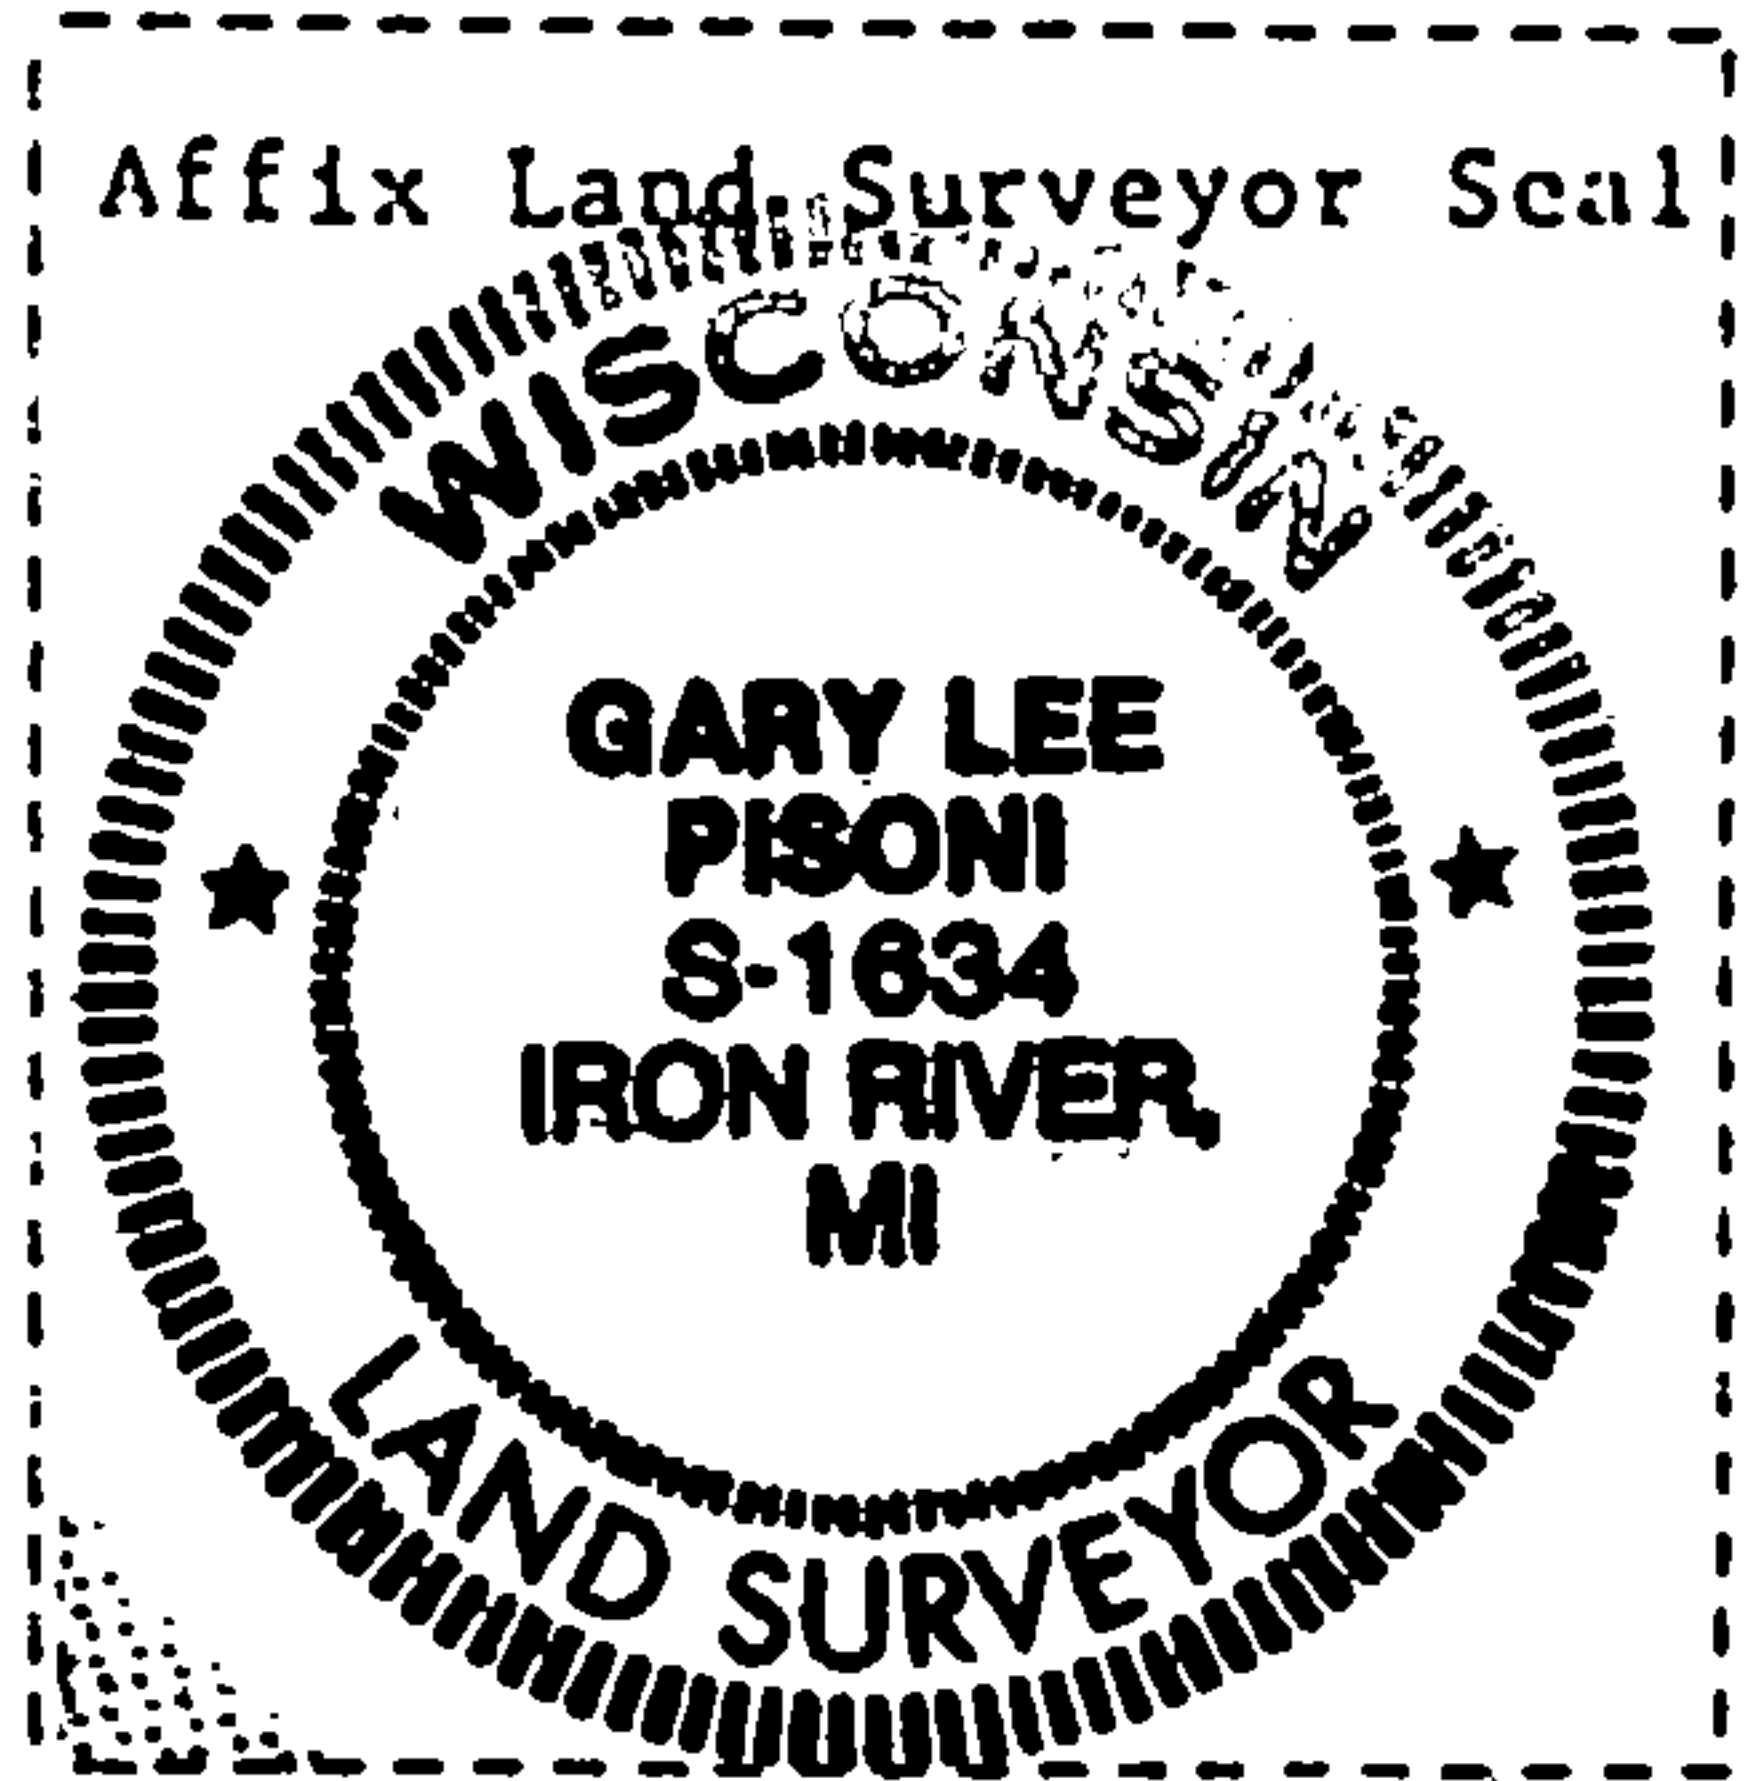 Affix Land Surveyor Seal
WISCONSIN
GARY LEE
PISONI
S-1634
IRON RIVER,
MI
LAND SURVEYOR